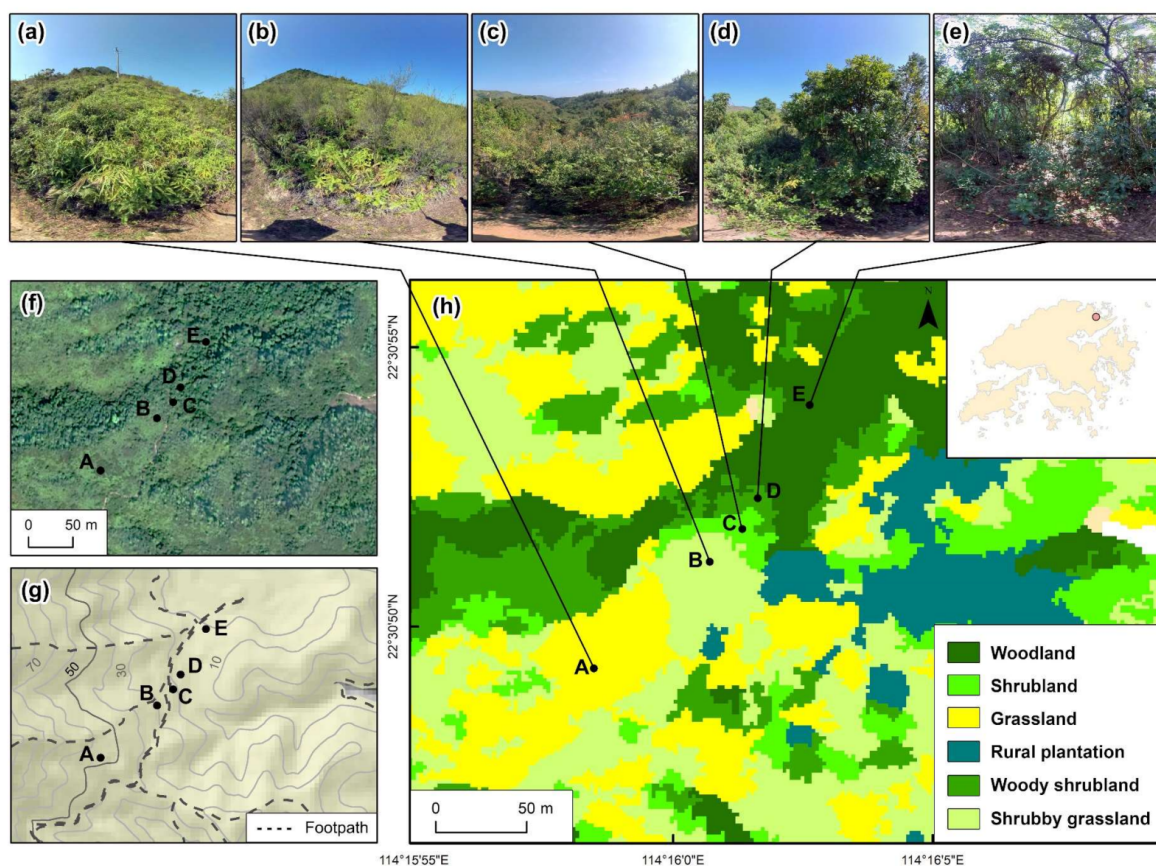 (a)
(b)
(c)
(d)
(e)
(f)
E
D
B
C
A
0 50 m
(g)
70
50
30
10
E
D
B
C
A
Footpath
(h)
N
22°30'55"N
22°30'50"N
E
D
C
B
A
0 50 m
Woodland
Shrubland
Grassland
Rural plantation
Woody shrubland
Shrubby grassland
114°15'55"E
114°16'0"E
114°16'5"E